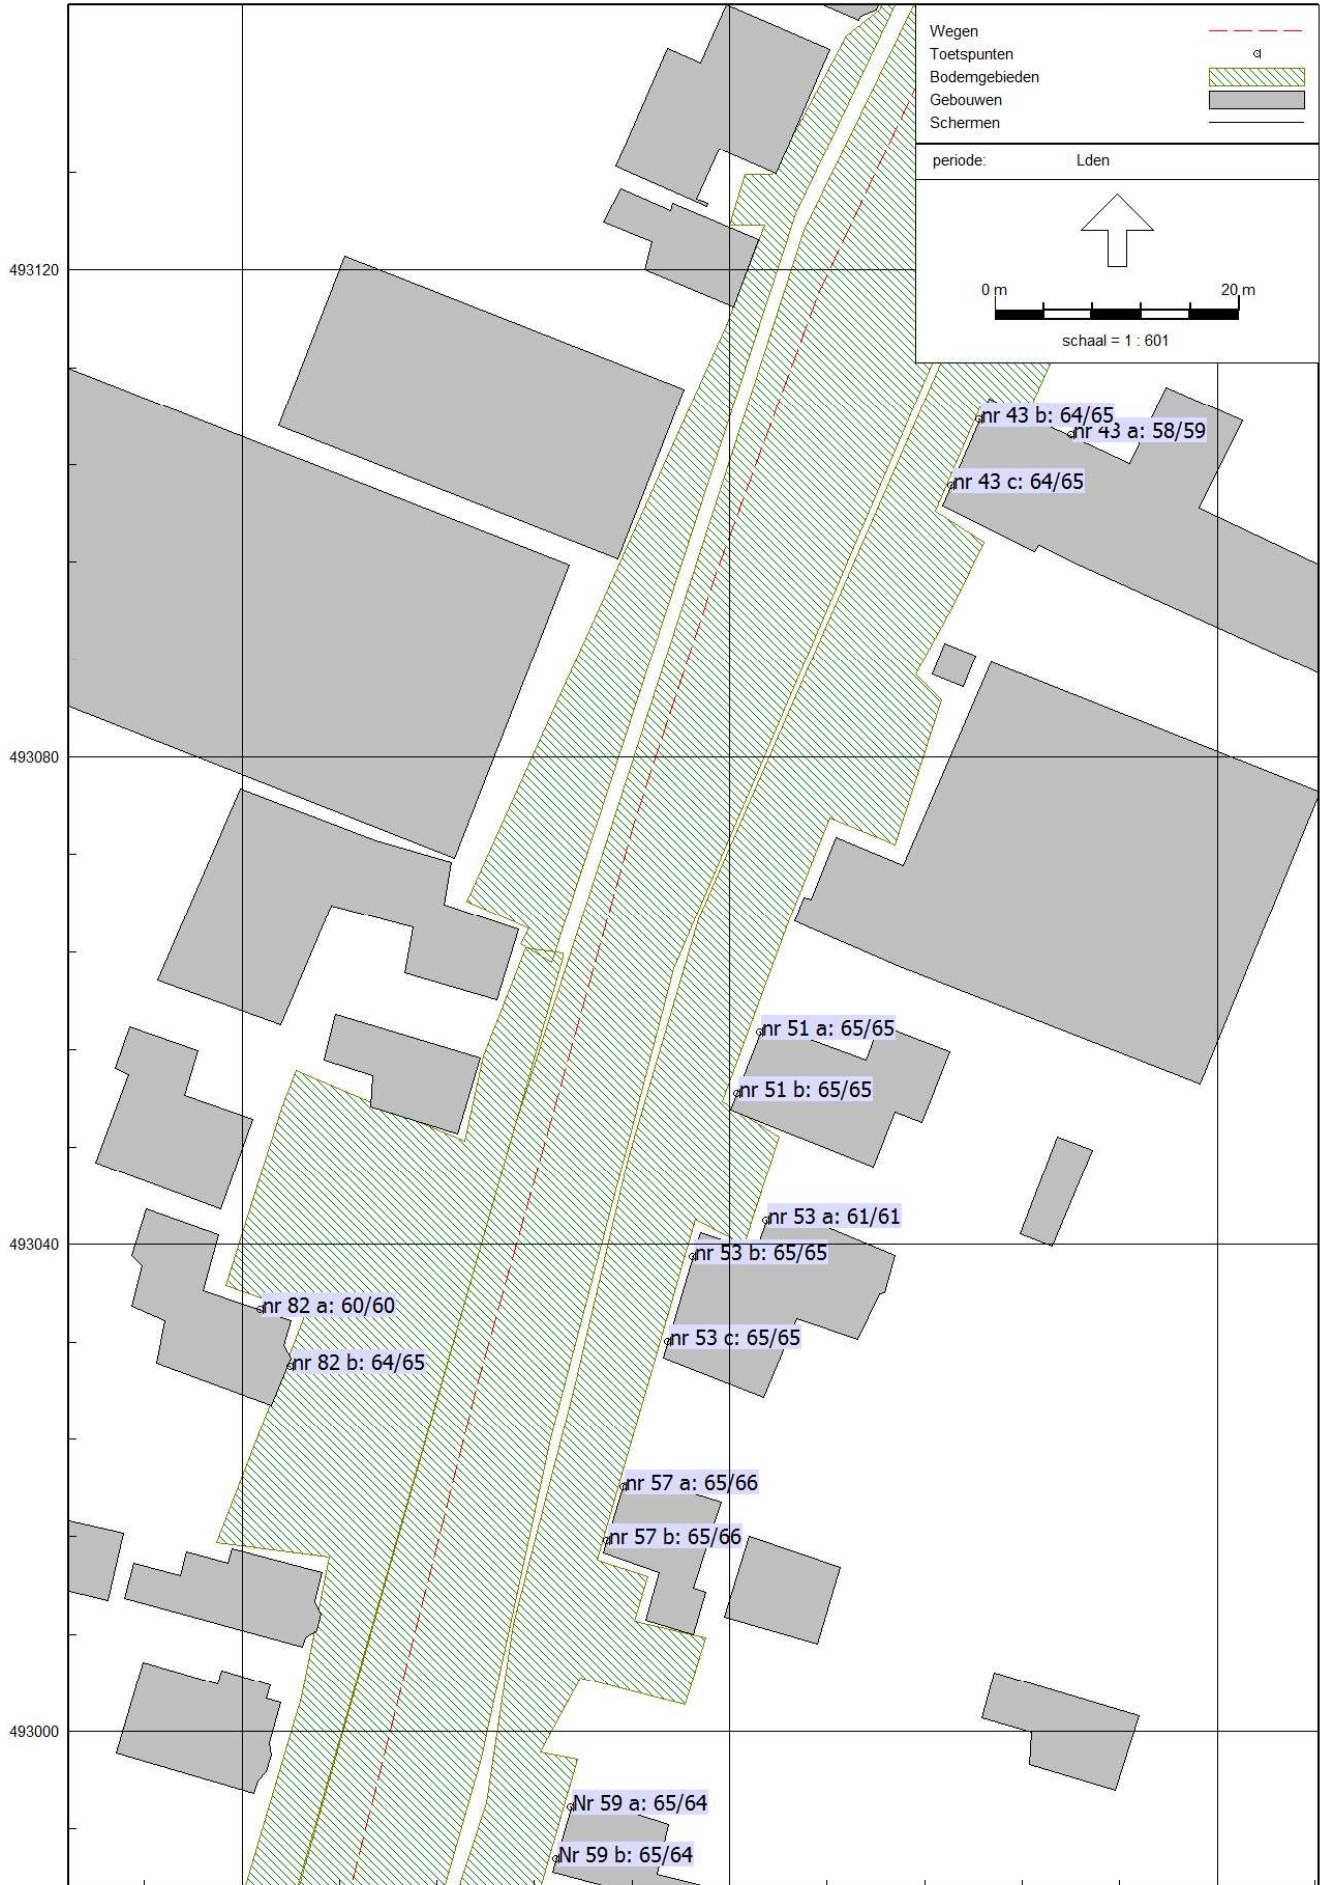 Wegen
Toetspunten
Bodemgebieden
Gebouwen
Schermen
periode: Lden
0 m 20 m
schaal = 1 : 601
493120
nr 43 b: 64/65
nr 43 a: 58/59
nr 43 c: 64/65
493080
nr 51 a: 65/65
nr 51 b: 65/65
nr 53 a: 61/61
493040
nr 53 b: 65/65
nr 82 a: 60/60
nr 53 c: 65/65
nr 82 b: 64/65
nr 57 a: 65/66
nr 57 b: 65/66
493000
Nr 59 a: 65/64
Nr 59 b: 65/64